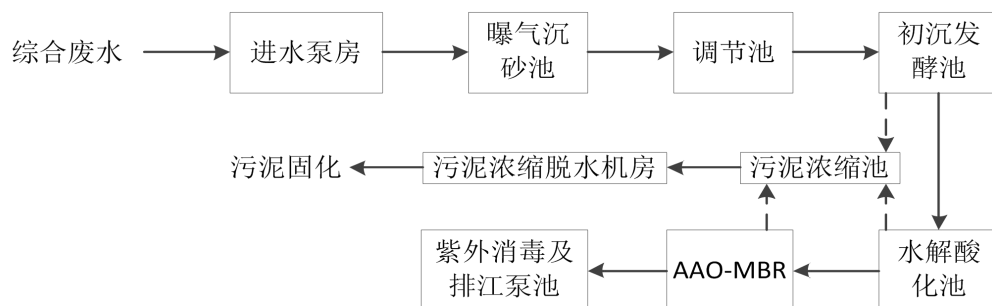 综合废水
进水泵房
曝气沉
砂池
调节池
初沉发
酵池
污泥固化
污泥浓缩脱水机房
污泥浓缩池
紫外消毒及
排江泵池
AAO-MBR
水解酸
化池